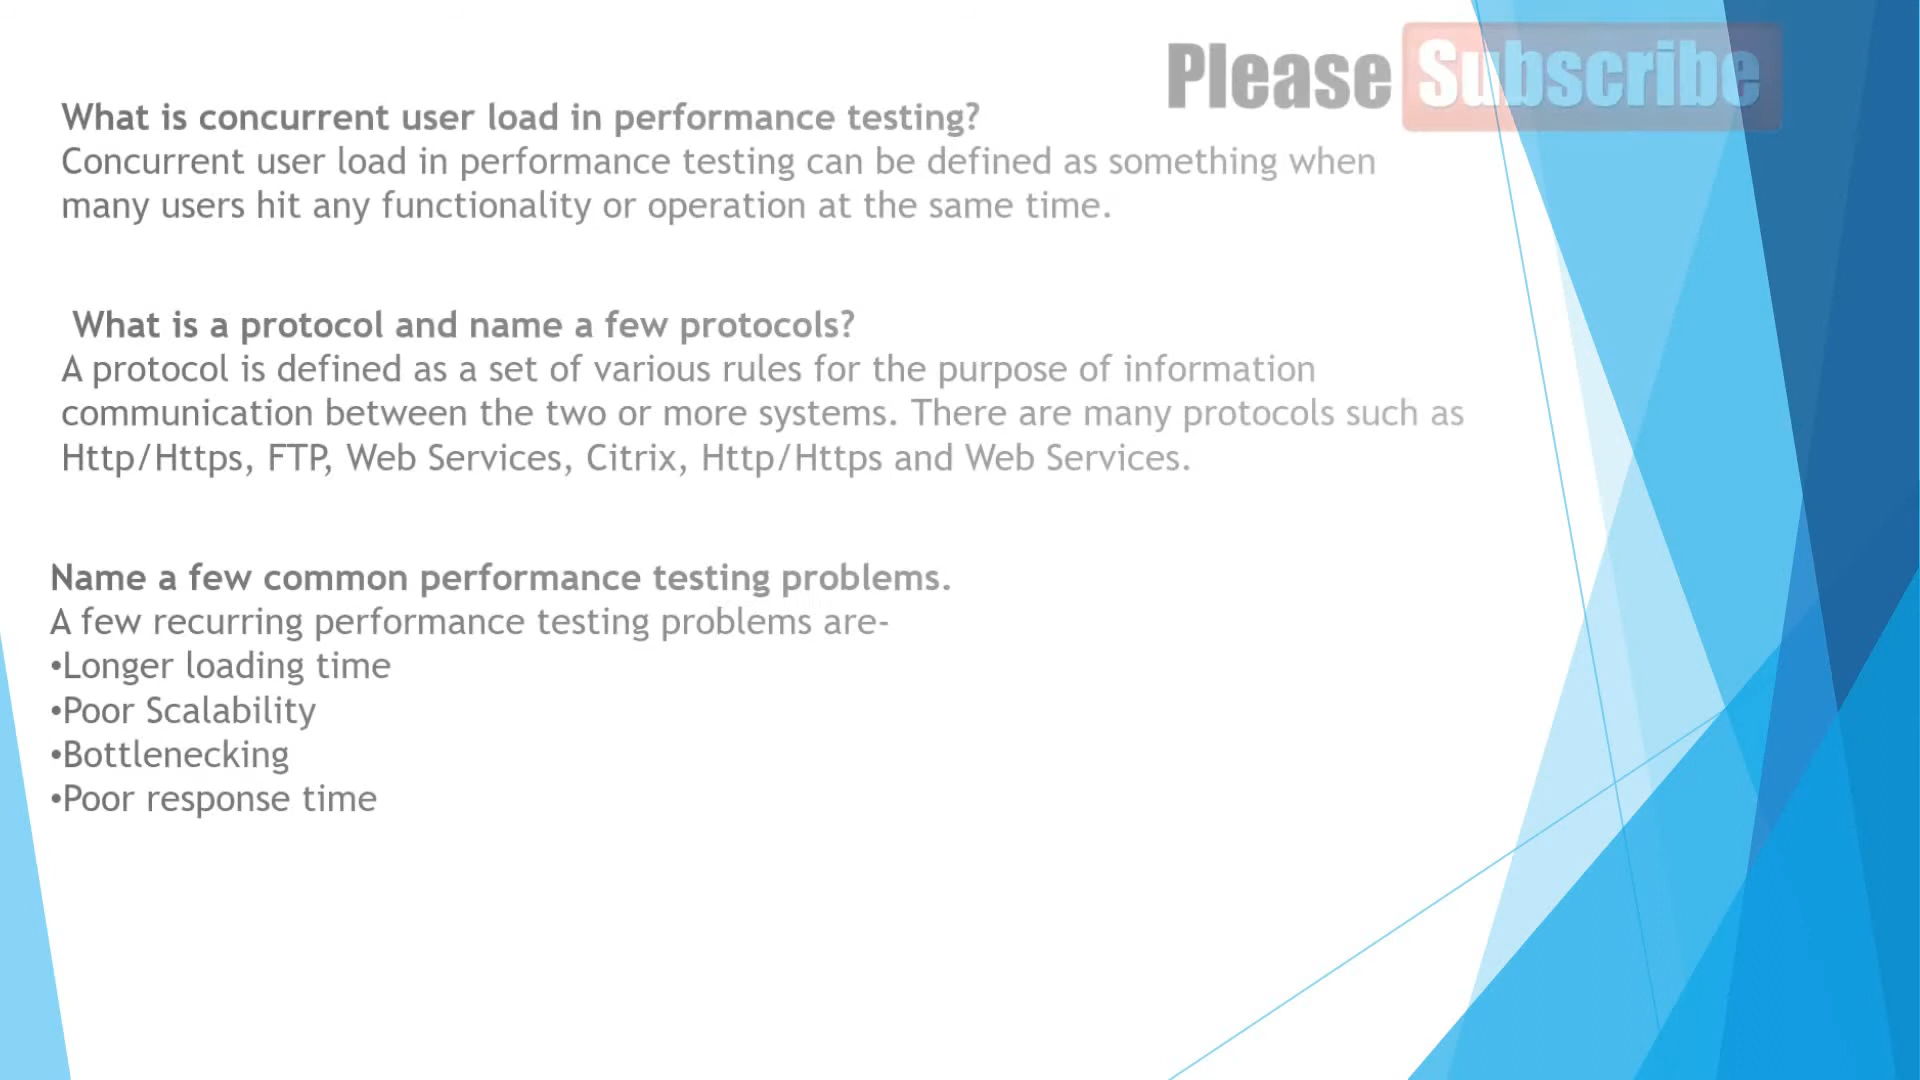 Please Subscribe
What is concurrent user load in performance testing?
Concurrent user load in performance testing can be defined as something when
many users hit any functionality or operation at the same time.
What is a protocol and name a few protocols?
A protocol is defined as a set of various rules for the purpose of information
communication between the two or more systems. There are many protocols such as
Http/Https, FTP, Web Services, Citrix, Http/Https and Web Services.
Name a few common performance testing problems.
A few recurring performance testing problems are-
•Longer loading time
•Poor Scalability
•Bottlenecking
•Poor response time